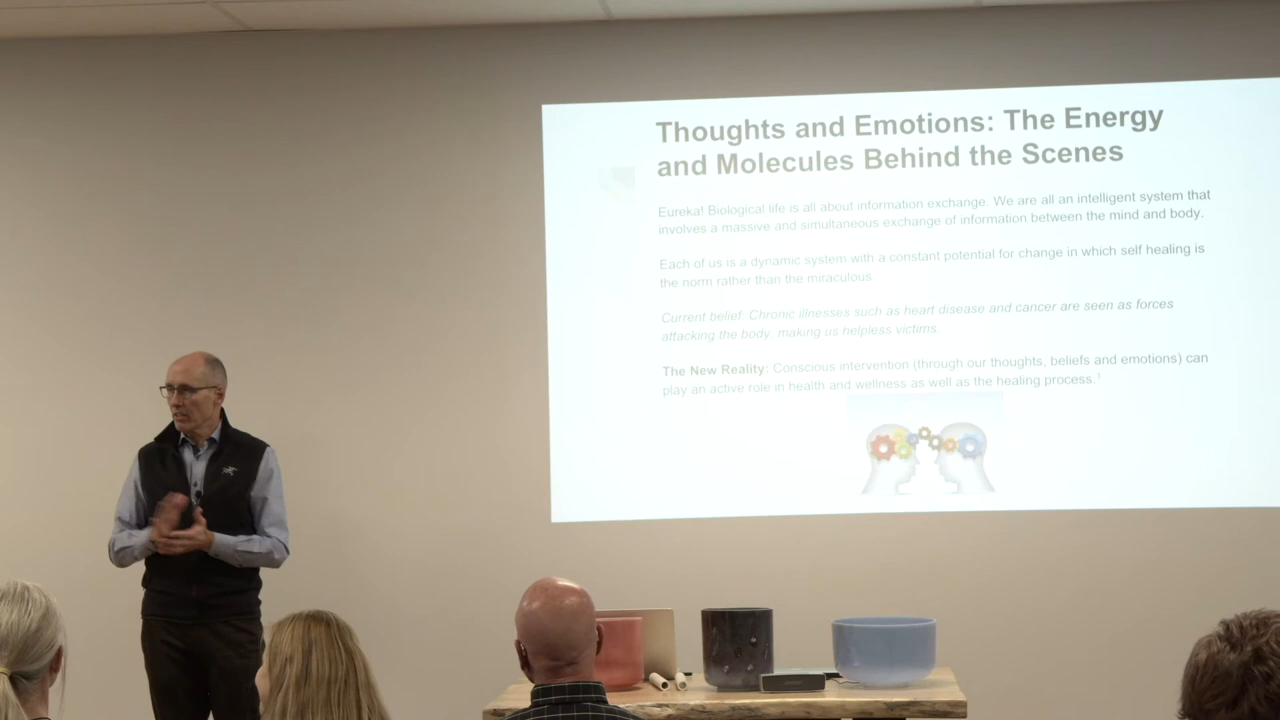 Thoughts and Emotions: The Energy
and Molecules Behind the Scenes
Eureka! Biological life is all about information exchange. We are all an intelligent system that
involves a massive and simultaneous exchange of information between the mind and body.
Each of us is a dynamic system with a constant potential for change in which self healing is
the norm rather than the miraculous.
Current belief: Chronic illnesses such as heart disease and cancer are seen as forces
attacking the body, making us helpless victims.
The New Reality: Conscious intervention (through our thoughts, beliefs and emotions) can
play an active role in health and wellness as well as the healing process.¹